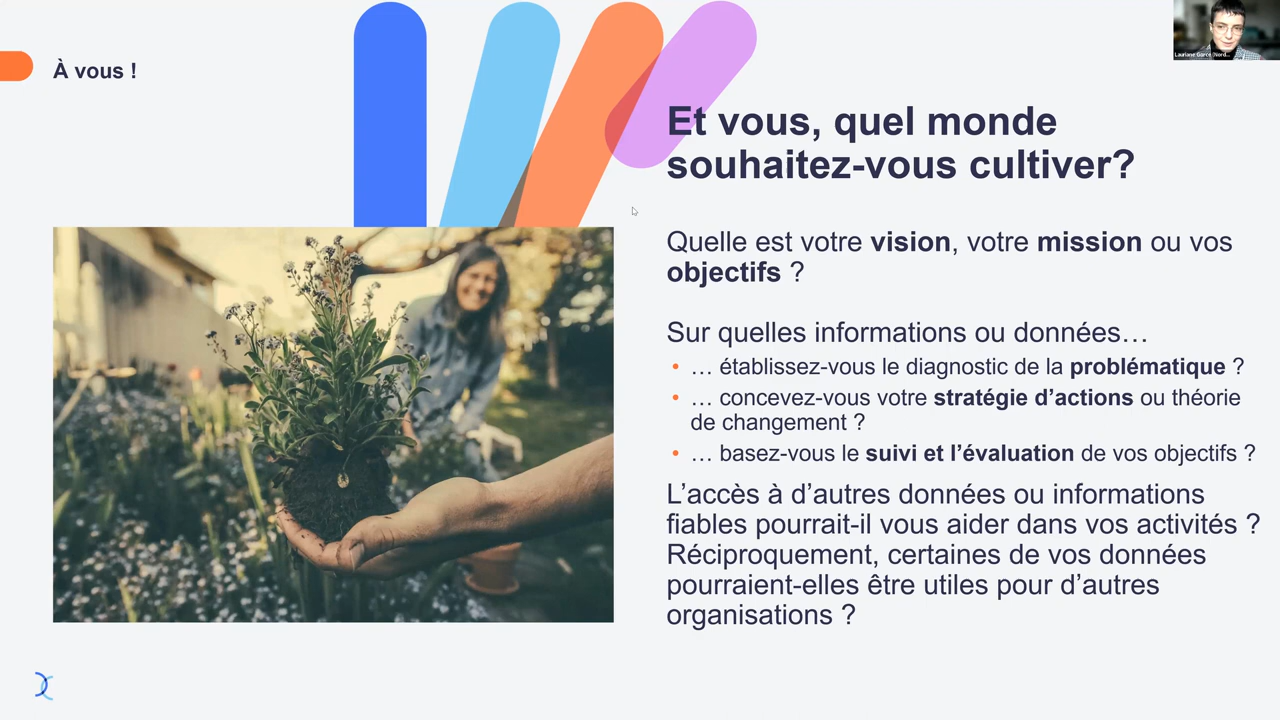 À vous !
Lauriane Gorce (Nord...
Et vous, quel monde
souhaitez-vous cultiver?
Quelle est votre vision, votre mission ou vos
objectifs ?
Sur quelles informations ou données…
• … établissez-vous le diagnostic de la problématique ?
• … concevez-vous votre stratégie d’actions ou théorie
de changement ?
• … basez-vous le suivi et l’évaluation de vos objectifs ?
L’accès à d’autres données ou informations
fiables pourrait-il vous aider dans vos activités ?
Réciproquement, certaines de vos données
pourraient-elles être utiles pour d’autres
organisations ?